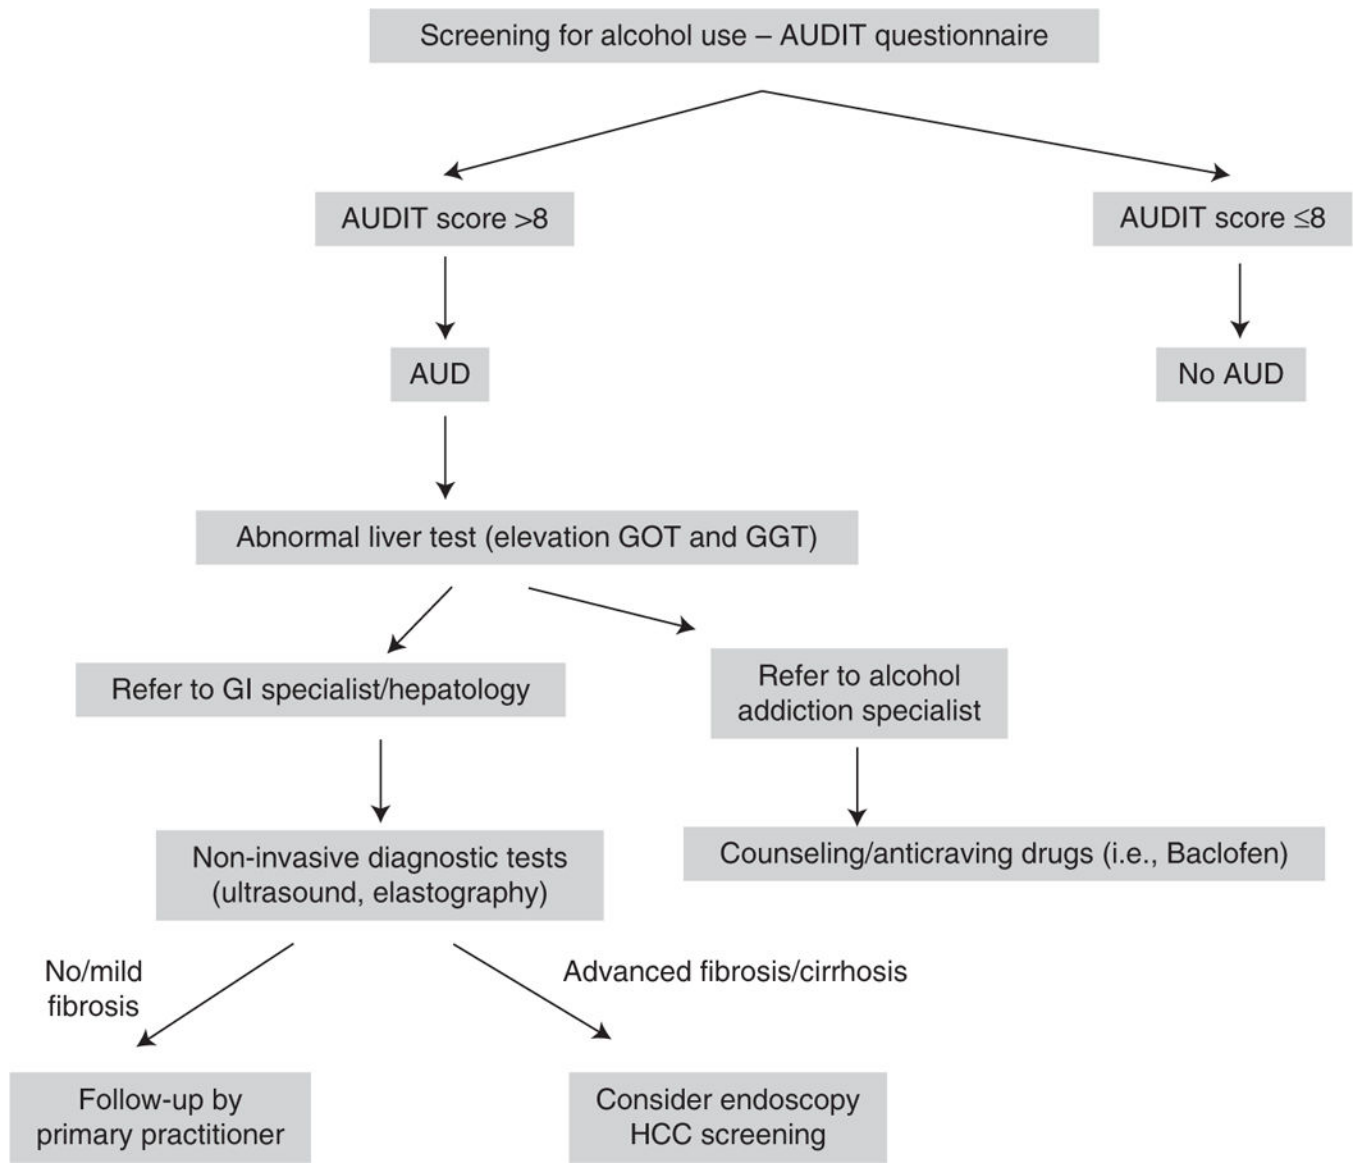 Screening for alcohol use – AUDIT questionnaire
AUDIT score >8
AUDIT score ≤8
AUD
No AUD
Abnormal liver test (elevation GOT and GGT)
Refer to GI specialist/hepatology
Refer to alcohol
addiction specialist
Non-invasive diagnostic tests
(ultrasound, elastography)
Counseling/anticraving drugs (i.e., Baclofen)
No/mild
fibrosis
Advanced fibrosis/cirrhosis
Follow-up by
primary practitioner
Consider endoscopy
HCC screening